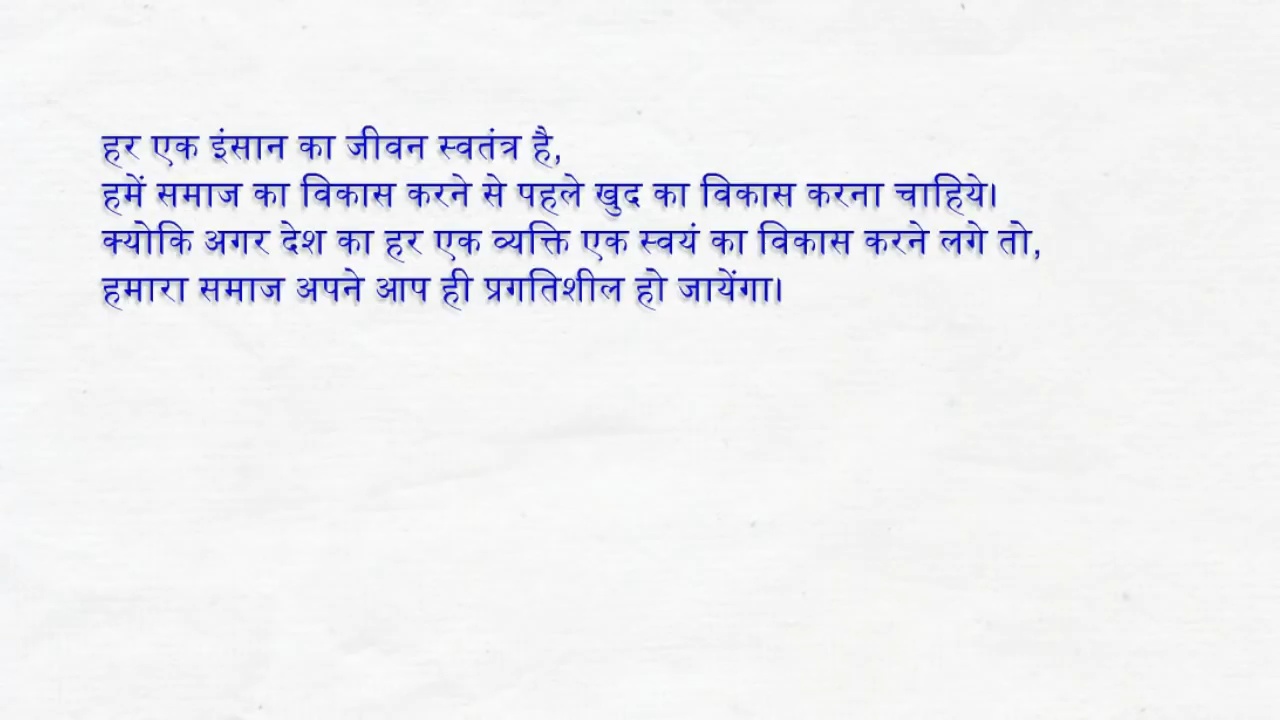 हर एक इंसान का जीवन स्वतंत्र है,
हमें समाज का विकास करने से पहले खुद का विकास करना चाहिये।
क्योकि अगर देश का हर एक व्यक्ति एक स्वयं का विकास करने लगे तो,
हमारा समाज अपने आप ही प्रगतिशील हो जायेंगा।